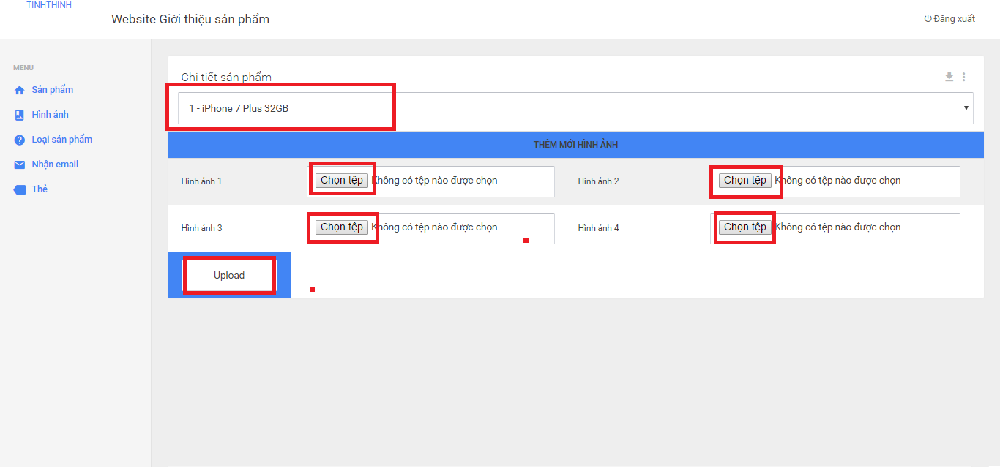 TINHTHINH
Website Giới thiệu sản phẩm
Đăng xuất
MENU
Sản phẩm
Hình ảnh
Loại sản phẩm
Nhận email
Thẻ
Chi tiết sản phẩm
1 - iPhone 7 Plus 32GB
THÊM MỚI HÌNH ẢNH
Hình ảnh 1 Chọn tệp Không có tệp nào được chọn Hình ảnh 2 Chọn tệp Không có tệp nào được chọn
Hình ảnh 3 Chọn tệp Không có tệp nào được chọn Hình ảnh 4 Chọn tệp Không có tệp nào được chọn
Upload